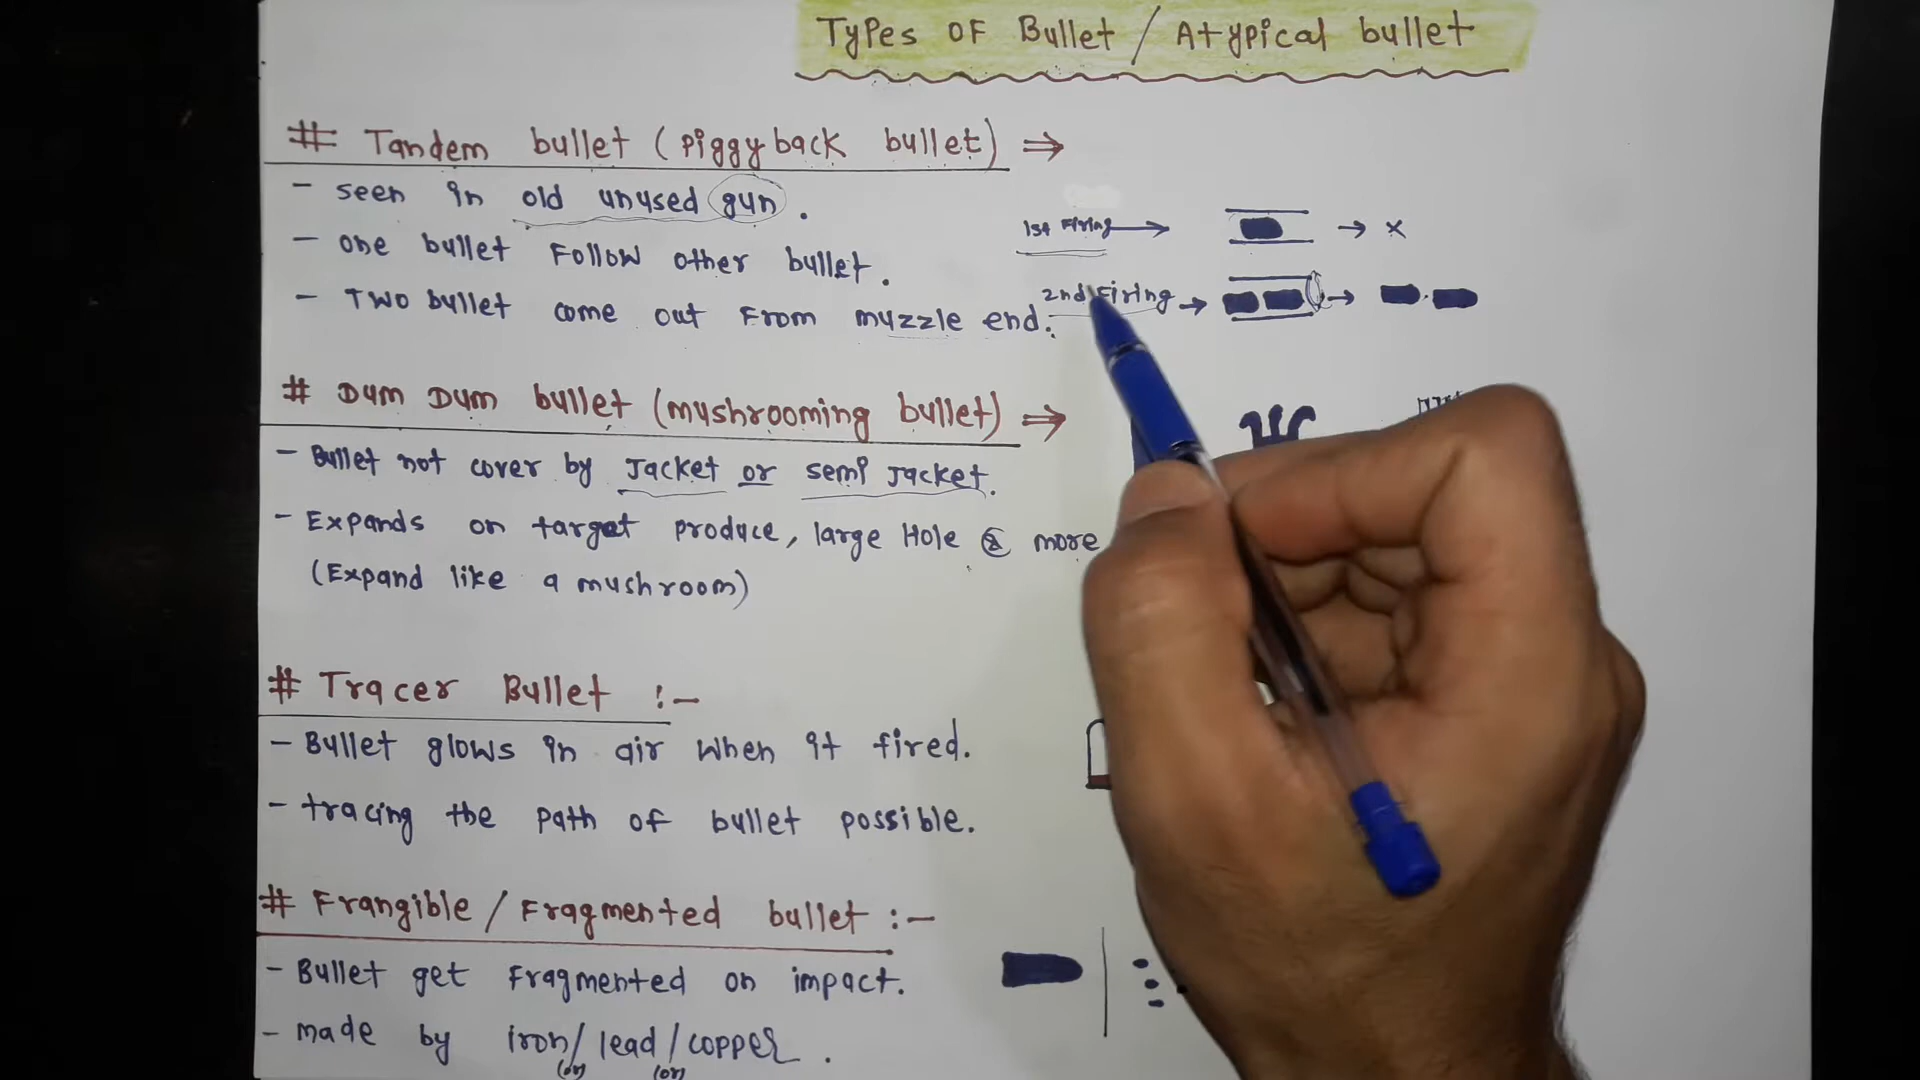 Types OF Bullet / Atypical bullet
# Tandem bullet (Piggyback bullet) ⇒
- seen in old unused gun.
1st Firing → → ×
- one bullet Follow other bullet.
2nd Firing → →
- Two bullet come out From muzzle end.
# Dum Dum bullet (mushrooming bullet) ⇒
- Bullet not cover by Jacket or semi Jacket.
- Expands on target produce, large Hole & more
(Expand like a mushroom)
# Tracer Bullet :-
- Bullet glows in air when it fired.
- tracing the path of bullet possible.
# Frangible / Fragmented bullet :-
- Bullet get Fragmented on impact.
- made by iron/ lead / copper.
(or) (or)